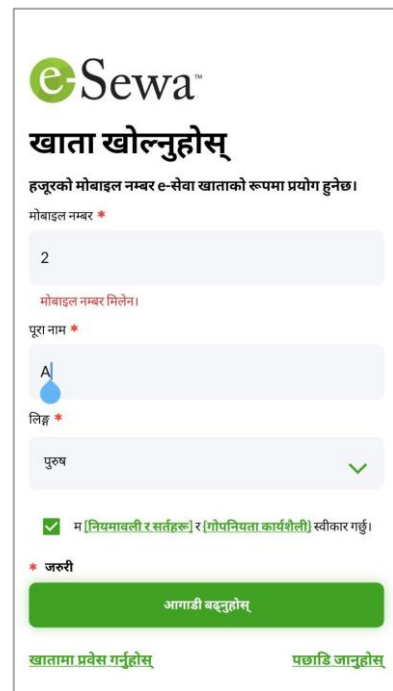 e-Sewa™
खाता खोल्नुहोस्
हजूरको मोबाइल नम्बर e-सेवा खाताको रूपमा प्रयोग हुनेछ।
मोबाइल नम्बर *
2
मोबाइल नम्बर मिलेन।
पूरा नाम *
A
लिङ्ग *
पुरुष
म [नियमावली र सर्तहरू] र {गोपनियता कार्यशैली} स्वीकार गर्छु।
* जरुरी
आगाडी बढ्नुहोस्
खातामा प्रवेस गर्नुहोस् पछाडि जानुहोस्